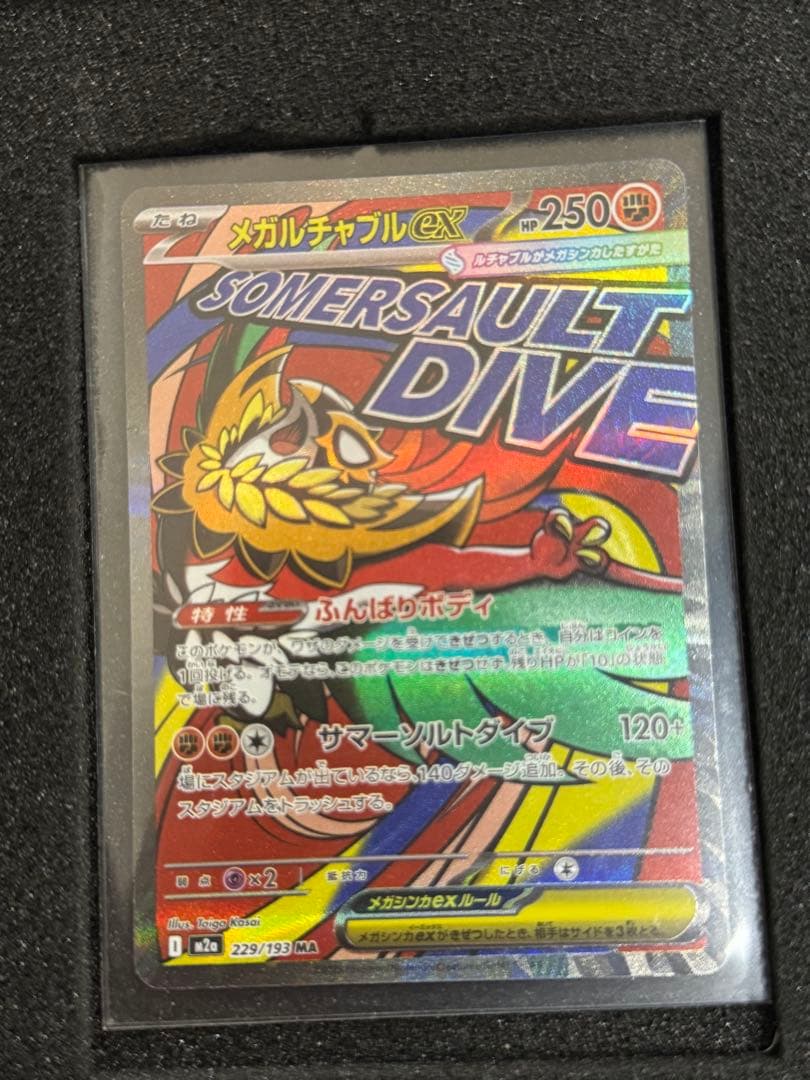 たね メガルチャブルex HP 250
ルチャブルがメガシンカしたすがた
SOMERSAULT
DIVE
特性 ふんばりボディ
このポケモンが、ワザのダメージを受けてきぜつするとき、自分はコインを
1回投げる。オモテなら、このポケモンはきぜつせず、残りHPが「10」の状態
で場に残る。
サマーソルトダイブ 120+
場にスタジアムが出ているなら、140ダメージ追加。その後、その
スタジアムをトラッシュする。
弱点 ×2 抵抗力 にげる
メガシンカexルール
メガシンカexがきぜつしたとき、相手はサイドを3枚とる。
Illus. Taiga Kasai
I M2a 229/193 MA